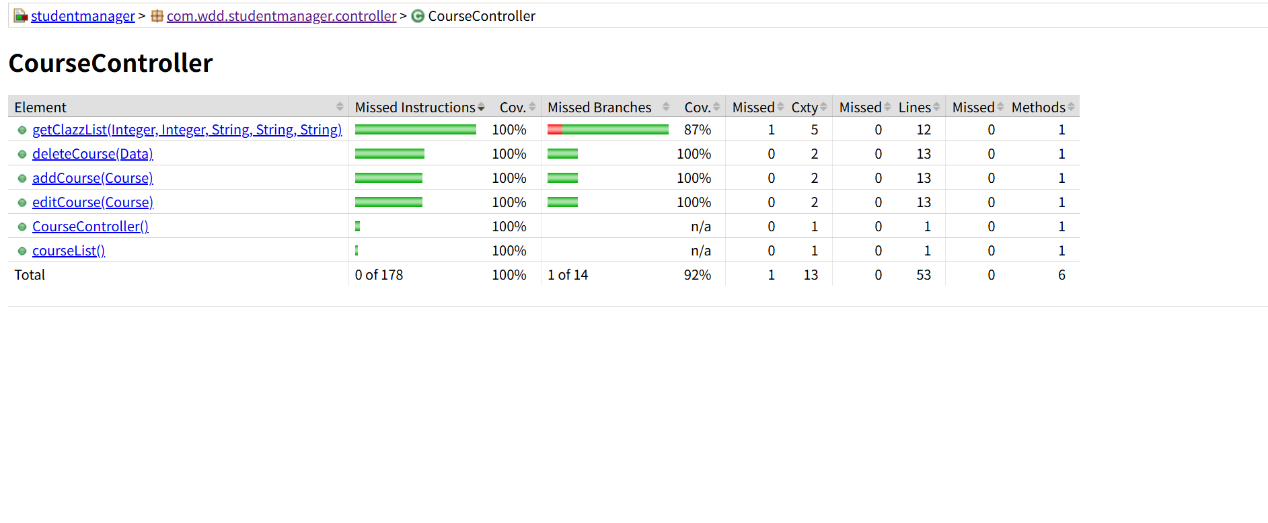 studentmanager > com.wdd.studentmanager.controller > CourseController
CourseController
Element Missed Instructions Cov. Missed Branches Cov. Missed Cxty Missed Lines Missed Methods
getClazzList(Integer, Integer, String, String, String) 100% 87% 1 5 0 12 0 1
deleteCourse(Data) 100% 100% 0 2 0 13 0 1
addCourse(Course) 100% 100% 0 2 0 13 0 1
editCourse(Course) 100% 100% 0 2 0 13 0 1
CourseController() 100% n/a 0 1 0 1 0 1
courseList() 100% n/a 0 1 0 1 0 1
Total 0 of 178 100% 1 of 14 92% 1 13 0 53 0 6